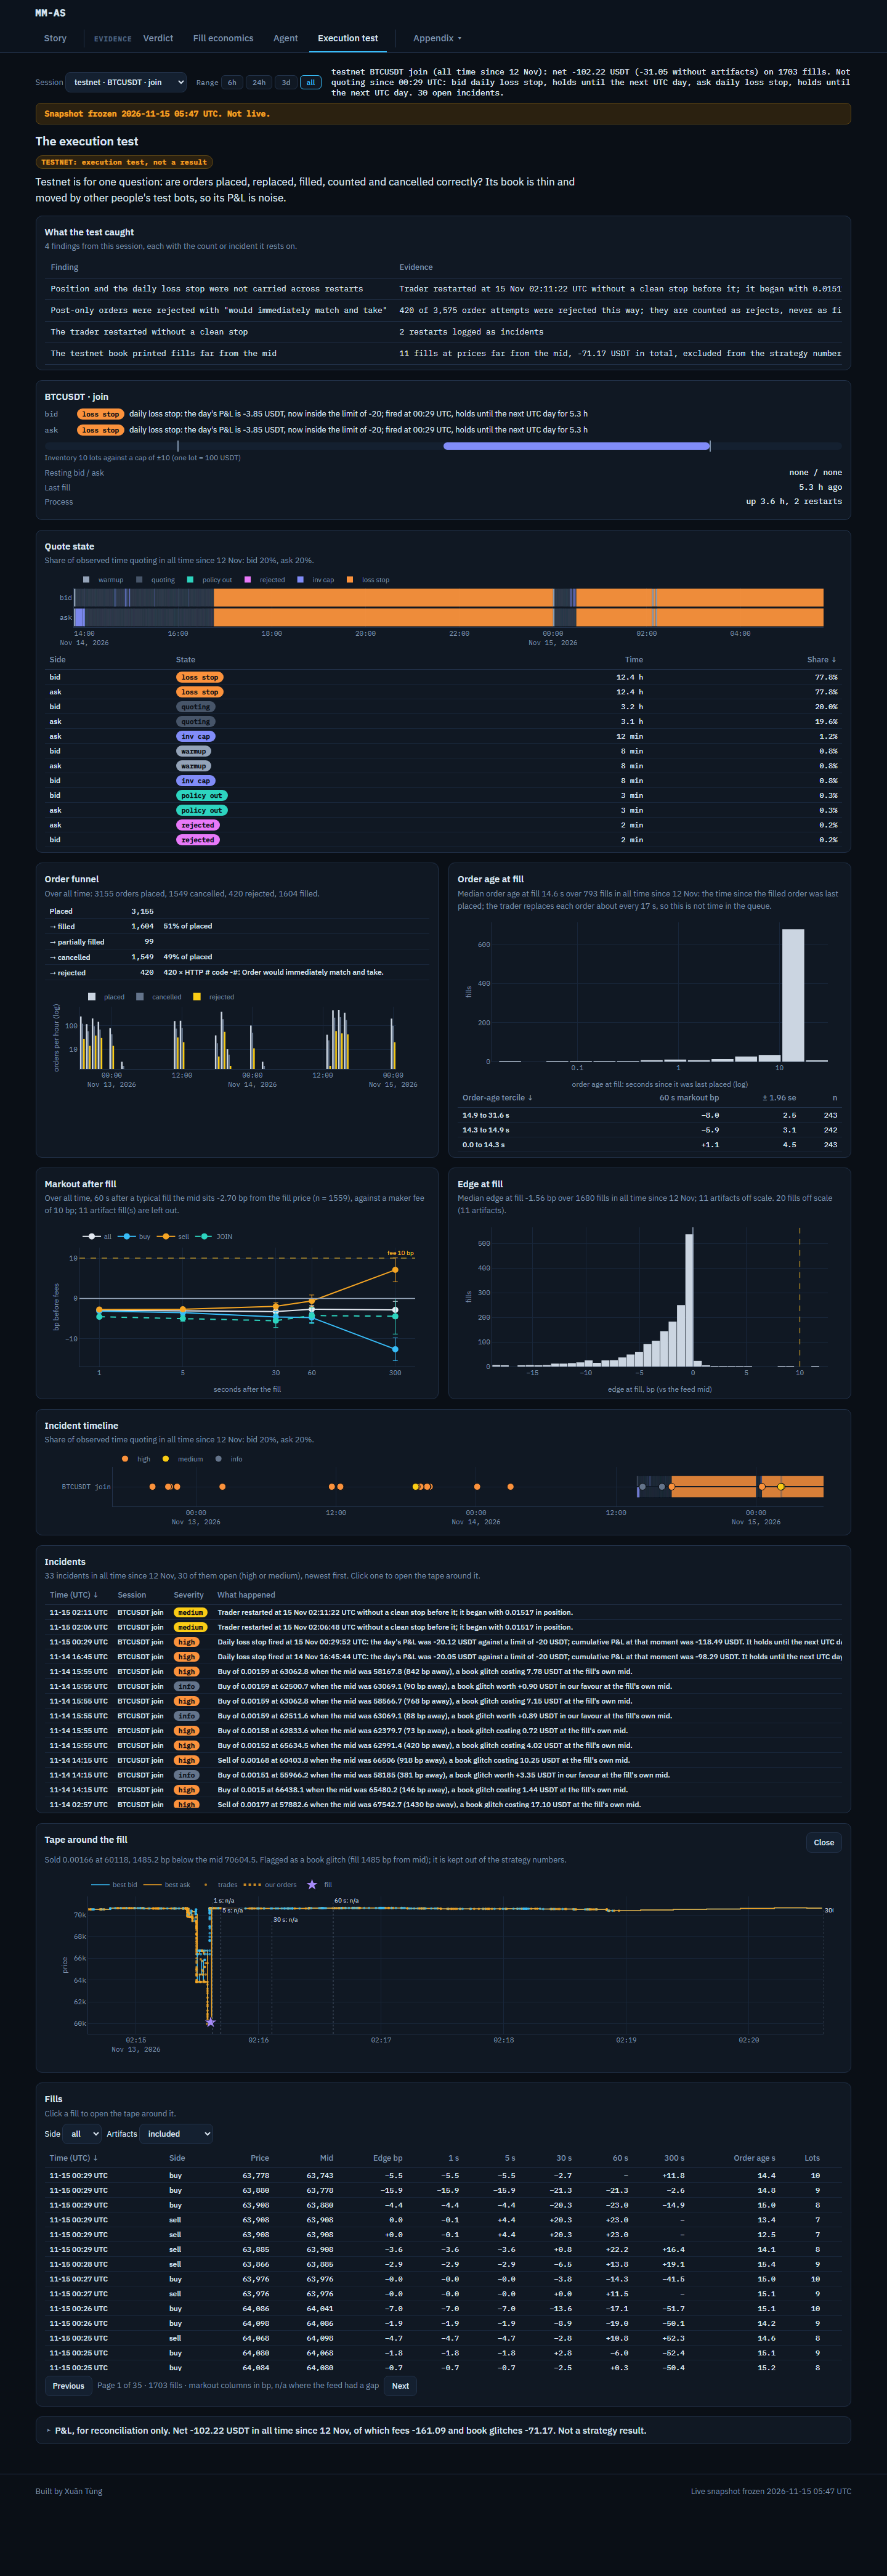 MM-AS
Story EVIDENCE Verdict Fill economics Agent Execution test Appendix
Session testnet · BTCUSDT · join Range 6h 24h 3d all
testnet BTCUSDT join (all time since 12 Nov): net -102.22 USDT (-31.05 without artifacts) on 1703 fills. Not
quoting since 00:29 UTC: bid daily loss stop, holds until the next UTC day, ask daily loss stop, holds until
the next UTC day. 30 open incidents.
Snapshot frozen 2026-11-15 05:47 UTC. Not live.
The execution test
TESTNET: execution test, not a result
Testnet is for one question: are orders placed, replaced, filled, counted and cancelled correctly? Its book is thin and
moved by other people's test bots, so its P&L is noise.
What the test caught
4 findings from this session, each with the count or incident it rests on.
Finding Evidence
Position and the daily loss stop were not carried across restarts Trader restarted at 15 Nov 02:11:22 UTC without a clean stop before it; it began with 0.0151
Post-only orders were rejected with "would immediately match and take" 420 of 3,575 order attempts were rejected this way; they are counted as rejects, never as fi
The trader restarted without a clean stop 2 restarts logged as incidents
The testnet book printed fills far from the mid 11 fills at prices far from the mid, -71.17 USDT in total, excluded from the strategy number
BTCUSDT · join
bid loss stop daily loss stop: the day's P&L is -3.85 USDT, now inside the limit of -20; fired at 00:29 UTC, holds until the next UTC day for 5.3 h
ask loss stop daily loss stop: the day's P&L is -3.85 USDT, now inside the limit of -20; fired at 00:29 UTC, holds until the next UTC day for 5.3 h
Inventory 10 lots against a cap of ±10 (one lot = 100 USDT)
Resting bid / ask none / none
Last fill 5.3 h ago
Process up 3.6 h, 2 restarts
Quote state
Share of observed time quoting in all time since 12 Nov: bid 20%, ask 20%.
warmup quoting policy out rejected inv cap loss stop
bid
ask
14:00 16:00 18:00 20:00 22:00 00:00 02:00 04:00
Nov 14, 2026 Nov 15, 2026
Side State Time Share ↓
bid loss stop 12.4 h 77.8%
ask loss stop 12.4 h 77.8%
bid quoting 3.2 h 20.0%
ask quoting 3.1 h 19.6%
ask inv cap 12 min 1.2%
bid warmup 8 min 0.8%
ask warmup 8 min 0.8%
bid inv cap 8 min 0.8%
bid policy out 3 min 0.3%
ask policy out 3 min 0.3%
ask rejected 2 min 0.2%
bid rejected 2 min 0.2%
Order funnel
Over all time: 3155 orders placed, 1549 cancelled, 420 rejected, 1604 filled.
Placed 3,155
→ filled 1,604 51% of placed
→ partially filled 99
→ cancelled 1,549 49% of placed
→ rejected 420 420 × HTTP # code -#: Order would immediately match and take.
placed cancelled rejected
orders per hour (log)
100
10
00:00 12:00 00:00 12:00 00:00
Nov 13, 2026 Nov 14, 2026 Nov 15, 2026
Order age at fill
Median order age at fill 14.6 s over 793 fills in all time since 12 Nov: the time since the filled order was last
placed; the trader replaces each order about every 17 s, so this is not time in the queue.
fills
600
400
200
0
0.1 1 10
order age at fill: seconds since it was last placed (log)
Order-age tercile ↓ 60 s markout bp ± 1.96 se n
14.9 to 31.6 s −8.0 2.5 243
14.3 to 14.9 s −5.9 3.1 242
0.0 to 14.3 s +1.1 4.5 243
Markout after fill
Over all time, 60 s after a typical fill the mid sits -2.70 bp from the fill price (n = 1559), against a maker fee
of 10 bp; 11 artifact fill(s) are left out.
all buy sell JOIN
fee 10 bp
bp before fees
10
0
−10
1 5 30 60 300
seconds after the fill
Edge at fill
Median edge at fill -1.56 bp over 1680 fills in all time since 12 Nov; 11 artifacts off scale. 20 fills off scale
(11 artifacts).
fills
500
400
300
200
100
0
−15 −10 −5 0 5 10
edge at fill, bp (vs the feed mid)
Incident timeline
Share of observed time quoting in all time since 12 Nov: bid 20%, ask 20%.
high medium info
BTCUSDT join
00:00 12:00 00:00 12:00 00:00
Nov 13, 2026 Nov 14, 2026 Nov 15, 2026
Incidents
33 incidents in all time since 12 Nov, 30 of them open (high or medium), newest first. Click one to open the tape around it.
Time (UTC) ↓ Session Severity What happened
11-15 02:11 UTC BTCUSDT join medium Trader restarted at 15 Nov 02:11:22 UTC without a clean stop before it; it began with 0.01517 in position.
11-15 02:06 UTC BTCUSDT join medium Trader restarted at 15 Nov 02:06:48 UTC without a clean stop before it; it began with 0.01517 in position.
11-15 00:29 UTC BTCUSDT join high Daily loss stop fired at 15 Nov 00:29:52 UTC: the day's P&L was -20.12 USDT against a limit of -20 USDT; cumulative P&L at that moment was -118.49 USDT. It holds until the next UTC d
11-14 16:45 UTC BTCUSDT join high Daily loss stop fired at 14 Nov 16:45:44 UTC: the day's P&L was -20.05 USDT against a limit of -20 USDT; cumulative P&L at that moment was -98.29 USDT. It holds until the next UTC day
11-14 15:55 UTC BTCUSDT join high Buy of 0.00159 at 63062.8 when the mid was 58167.8 (842 bp away), a book glitch costing 7.78 USDT at the fill's own mid.
11-14 15:55 UTC BTCUSDT join info Buy of 0.00159 at 62500.7 when the mid was 63069.1 (90 bp away), a book glitch worth +0.90 USDT in our favour at the fill's own mid.
11-14 15:55 UTC BTCUSDT join high Buy of 0.00159 at 63062.8 when the mid was 58566.7 (768 bp away), a book glitch costing 7.15 USDT at the fill's own mid.
11-14 15:55 UTC BTCUSDT join info Buy of 0.00159 at 62511.6 when the mid was 63069.1 (88 bp away), a book glitch worth +0.89 USDT in our favour at the fill's own mid.
11-14 15:55 UTC BTCUSDT join high Buy of 0.00158 at 62833.6 when the mid was 62379.7 (73 bp away), a book glitch costing 0.72 USDT at the fill's own mid.
11-14 15:55 UTC BTCUSDT join high Buy of 0.00152 at 65634.5 when the mid was 62991.4 (420 bp away), a book glitch costing 4.02 USDT at the fill's own mid.
11-14 14:15 UTC BTCUSDT join high Sell of 0.00168 at 60403.8 when the mid was 66506 (918 bp away), a book glitch costing 10.25 USDT at the fill's own mid.
11-14 14:15 UTC BTCUSDT join info Buy of 0.00151 at 55966.2 when the mid was 58185 (381 bp away), a book glitch worth +3.35 USDT in our favour at the fill's own mid.
11-14 14:15 UTC BTCUSDT join high Buy of 0.0015 at 66438.1 when the mid was 65480.2 (146 bp away), a book glitch costing 1.44 USDT at the fill's own mid.
11-14 02:57 UTC BTCUSDT join high Sell of 0.00177 at 57882.6 when the mid was 67542.7 (1430 bp away), a book glitch costing 17.10 USDT at the fill's own mid.
Tape around the fill Close
Sold 0.00166 at 60118, 1485.2 bp below the mid 70604.5. Flagged as a book glitch (fill 1485 bp from mid); it is kept out of the strategy numbers.
best bid best ask trades our orders fill
1 s: n/a 60 s: n/a
5 s: n/a 30
30 s: n/a
price
70k
68k
66k
64k
62k
60k
02:15 02:16 02:17 02:18 02:19 02:20
Nov 13, 2026
Fills
Click a fill to open the tape around it.
Side all Artifacts included
Time (UTC) ↓ Side Price Mid Edge bp 1 s 5 s 30 s 60 s 300 s Order age s Lots
11-15 00:29 UTC buy 63,778 63,743 −5.5 −5.5 −5.5 −2.7 – +11.8 14.4 10
11-15 00:29 UTC buy 63,880 63,778 −15.9 −15.9 −15.9 −21.3 −21.3 −2.6 14.8 9
11-15 00:29 UTC buy 63,908 63,880 −4.4 −4.4 −4.4 −20.3 −23.0 −14.9 15.0 8
11-15 00:29 UTC sell 63,908 63,908 0.0 −0.1 +4.4 +20.3 +23.0 – 13.4 7
11-15 00:29 UTC sell 63,908 63,908 +0.0 −0.1 +4.4 +20.3 +23.0 – 12.5 7
11-15 00:29 UTC sell 63,885 63,908 −3.6 −3.6 −3.6 +0.8 +22.2 +16.4 14.1 8
11-15 00:28 UTC sell 63,866 63,885 −2.9 −2.9 −2.9 −6.5 +13.8 +19.1 15.4 9
11-15 00:27 UTC buy 63,976 63,976 −0.0 −0.0 −0.0 −3.8 −14.3 −41.5 15.0 10
11-15 00:27 UTC sell 63,976 63,976 −0.0 −0.0 −0.0 +0.0 +11.5 – 15.1 9
11-15 00:26 UTC buy 64,086 64,041 −7.0 −7.0 −7.0 −13.6 −17.1 −51.7 15.1 10
11-15 00:26 UTC buy 64,098 64,086 −1.9 −1.9 −1.9 −8.9 −19.0 −50.1 14.2 9
11-15 00:25 UTC sell 64,068 64,098 −4.7 −4.7 −4.7 −2.8 +10.8 +52.3 14.6 8
11-15 00:25 UTC buy 64,080 64,068 −1.8 −1.8 −1.8 +2.8 −6.0 −52.4 15.1 9
11-15 00:25 UTC buy 64,084 64,080 −0.7 −0.7 −0.7 −2.5 +0.3 −50.4 15.2 8
Previous Page 1 of 35 · 1703 fills · markout columns in bp, n/a where the feed had a gap Next
P&L, for reconciliation only. Net -102.22 USDT in all time since 12 Nov, of which fees -161.09 and book glitches -71.17. Not a strategy result.
Built by Xuân Tùng Live snapshot frozen 2026-11-15 05:47 UTC